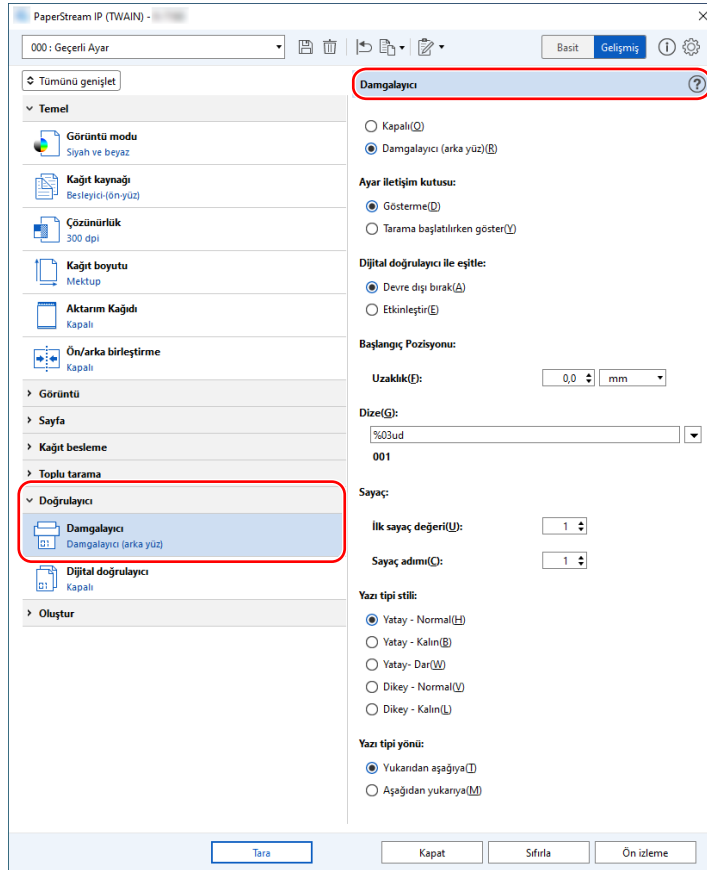 PaperStream IP (TWAIN) -
000 : Geçerli Ayar
Basit
Gelişmiş
Tümünü genişlet
Temel
Görüntü modu
Siyah ve beyaz
Kağıt kaynağı
Besleyici-(ön-yüz)
Çözünürlük
300 dpi
Kağıt boyutu
Mektup
Aktarım Kağıdı
Kapalı
Ön/arka birleştirme
Kapalı
Görüntü
Sayfa
Kağıt besleme
Toplu tarama
Doğrulayıcı
Damgalayıcı
Damgalayıcı (arka yüz)
Dijital doğrulayıcı
Kapalı
Oluştur
Damgalayıcı
Kapalı(O)
Damgalayıcı (arka yüz)(R)
Ayar iletişim kutusu:
Gösterme(D)
Tarama başlatılırken göster(Y)
Dijital doğrulayıcı ile eşitle:
Devre dışı bırak(A)
Etkinleştir(E)
Başlangıç Pozisyonu:
Uzaklık(F): 0,0 mm
Dize(G):
%03ud
001
Sayaç:
İlk sayaç değeri(U): 1
Sayaç adımı(C): 1
Yazı tipi stili:
Yatay - Normal(H)
Yatay - Kalın(B)
Yatay- Dar(W)
Dikey - Normal(V)
Dikey - Kalın(L)
Yazı tipi yönü:
Yukarıdan aşağıya(T)
Aşağıdan yukarıya(M)
Tara
Kapat
Sıfırla
Ön izleme